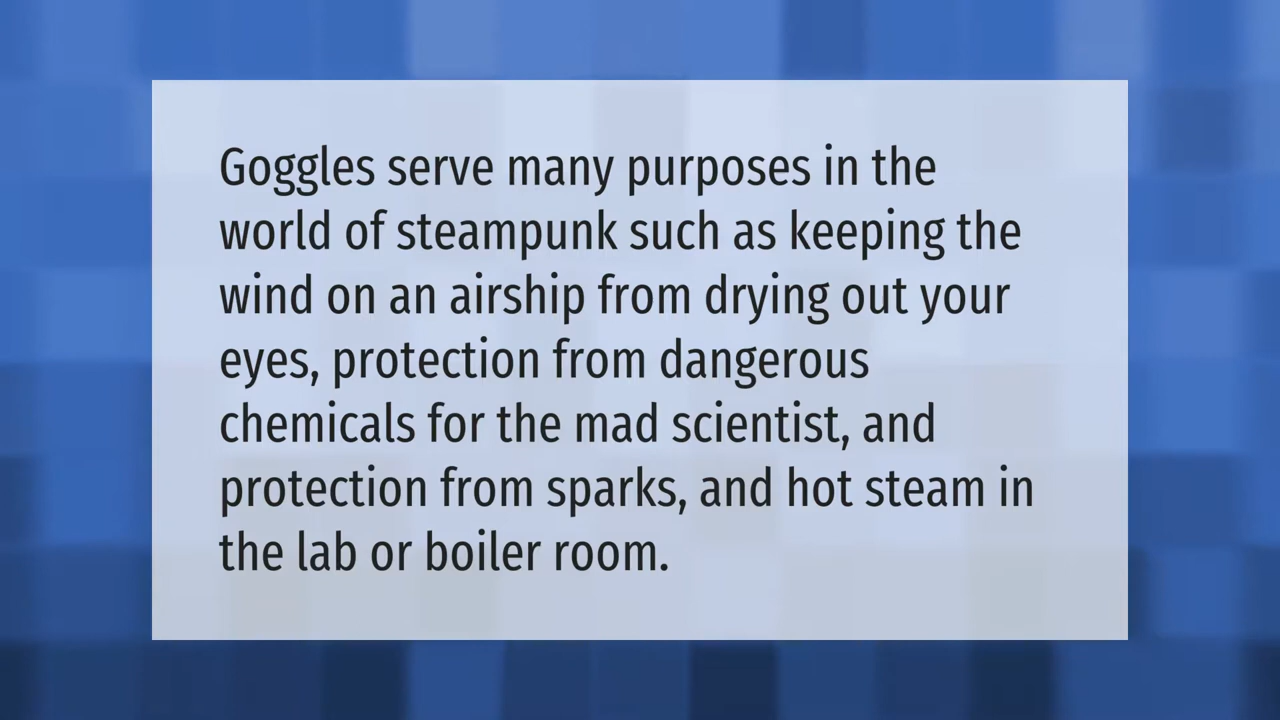 Goggles serve many purposes in the
world of steampunk such as keeping the
wind on an airship from drying out your
eyes, protection from dangerous
chemicals for the mad scientist, and
protection from sparks, and hot steam in
the lab or boiler room.